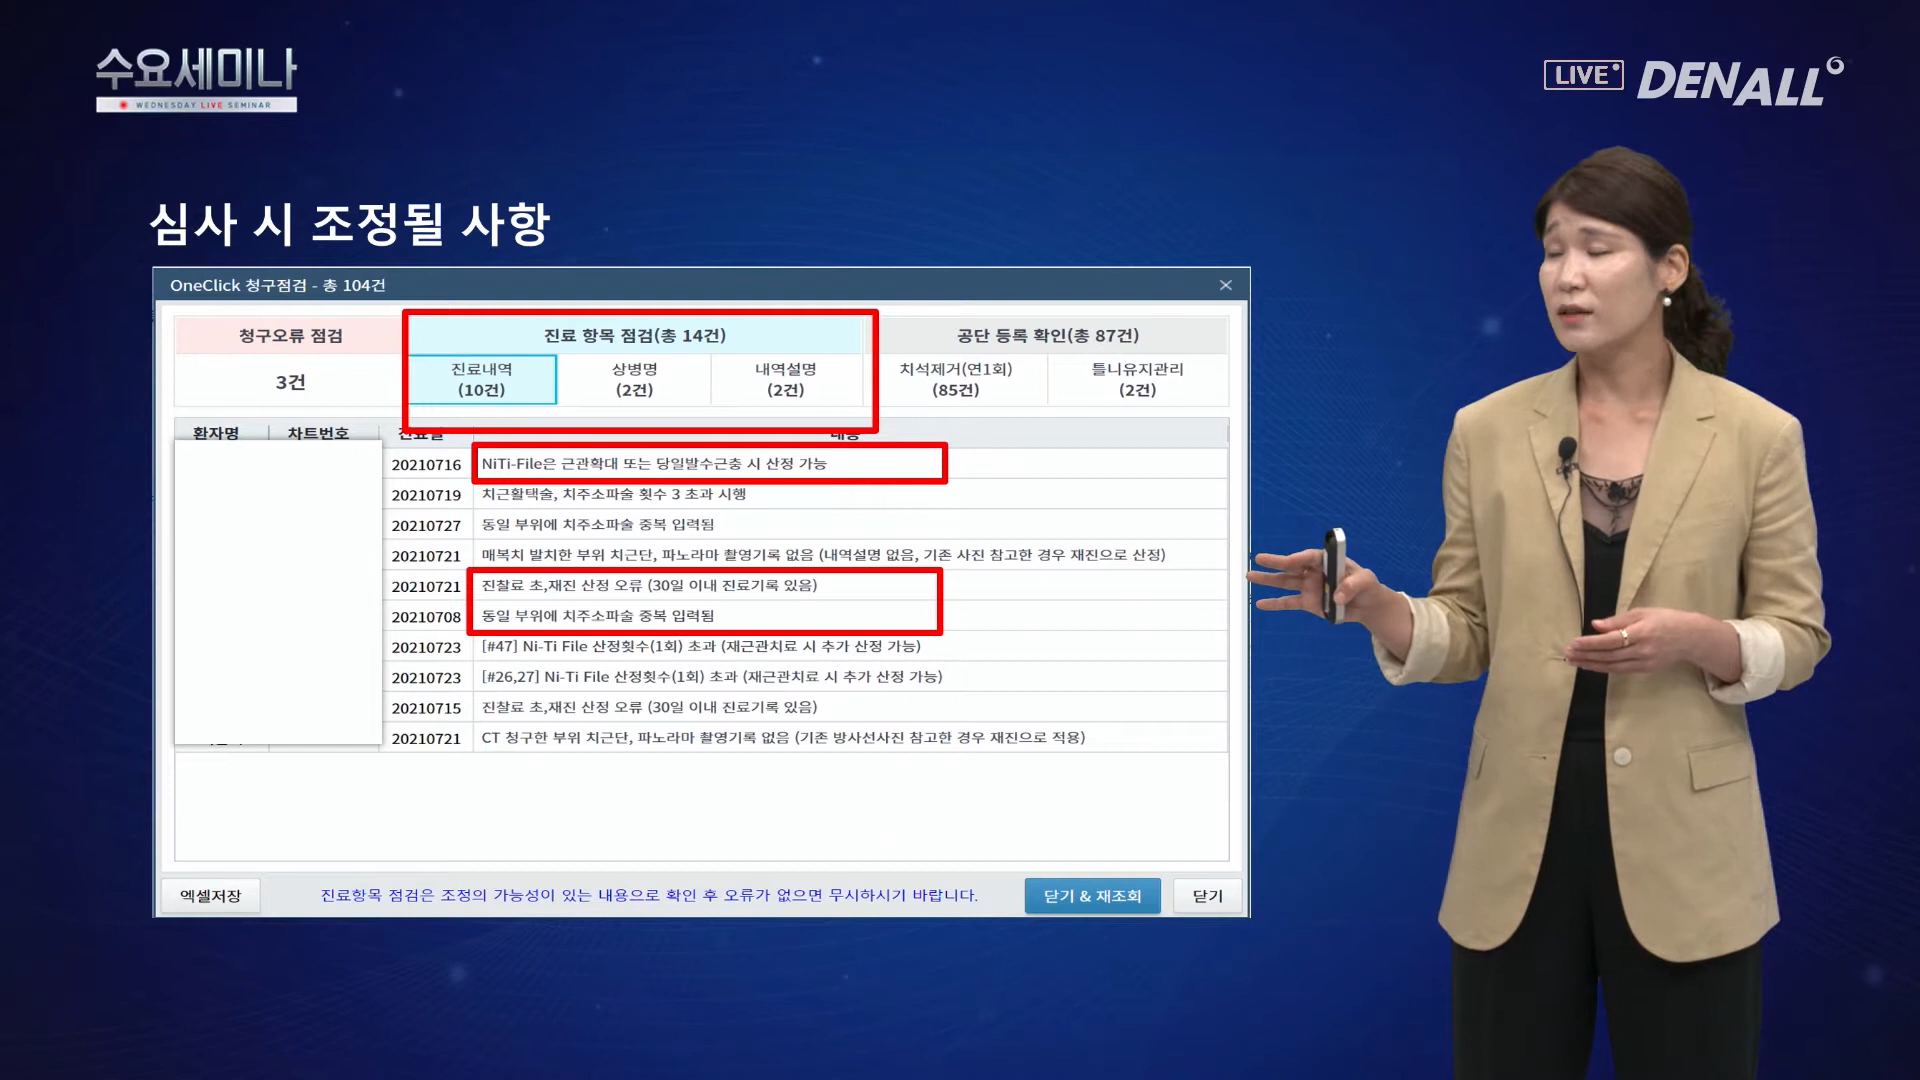 수요세미나
WEDNESDAY LIVE SEMINAR
LIVE DENALL
심사 시 조정될 사항
OneClick 청구점검 - 총 104건
청구오류 점검
진료 항목 점검(총 14건)
공단 등록 확인(총 87건)
3건
진료내역
(10건)
상병명
(2건)
내역설명
(2건)
치석제거(연1회)
(85건)
틀니유지관리
(2건)
환자명 차트번호 진료일 내용
20210716 NiTi-File은 근관확대 또는 당일발수근충 시 산정 가능
20210719 치근활택술, 치주소파술 횟수 3 초과 시행
20210727 동일 부위에 치주소파술 중복 입력됨
20210721 매복치 발치한 부위 치근단, 파노라마 촬영기록 없음 (내역설명 없음, 기존 사진 참고한 경우 재진으로 산정)
20210721 진찰료 초,재진 산정 오류 (30일 이내 진료기록 있음)
20210708 동일 부위에 치주소파술 중복 입력됨
20210723 [#47] Ni-Ti File 산정횟수(1회) 초과 (재근관치료 시 추가 산정 가능)
20210723 [#26,27] Ni-Ti File 산정횟수(1회) 초과 (재근관치료 시 추가 산정 가능)
20210715 진찰료 초,재진 산정 오류 (30일 이내 진료기록 있음)
20210721 CT 청구한 부위 치근단, 파노라마 촬영기록 없음 (기존 방사선사진 참고한 경우 재진으로 적용)
엑셀저장
진료항목 점검은 조정의 가능성이 있는 내용으로 확인 후 오류가 없으면 무시하시기 바랍니다.
닫기 & 재조회
닫기